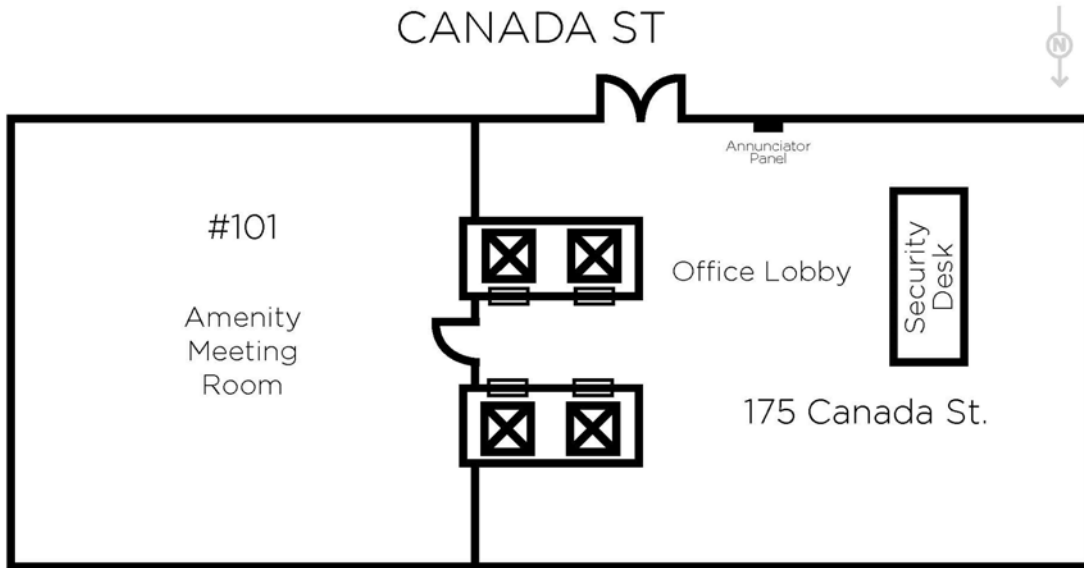 CANADA ST
N
Annunciator
Panel
#101
Amenity
Meeting
Room
Office Lobby
Security
Desk
175 Canada St.